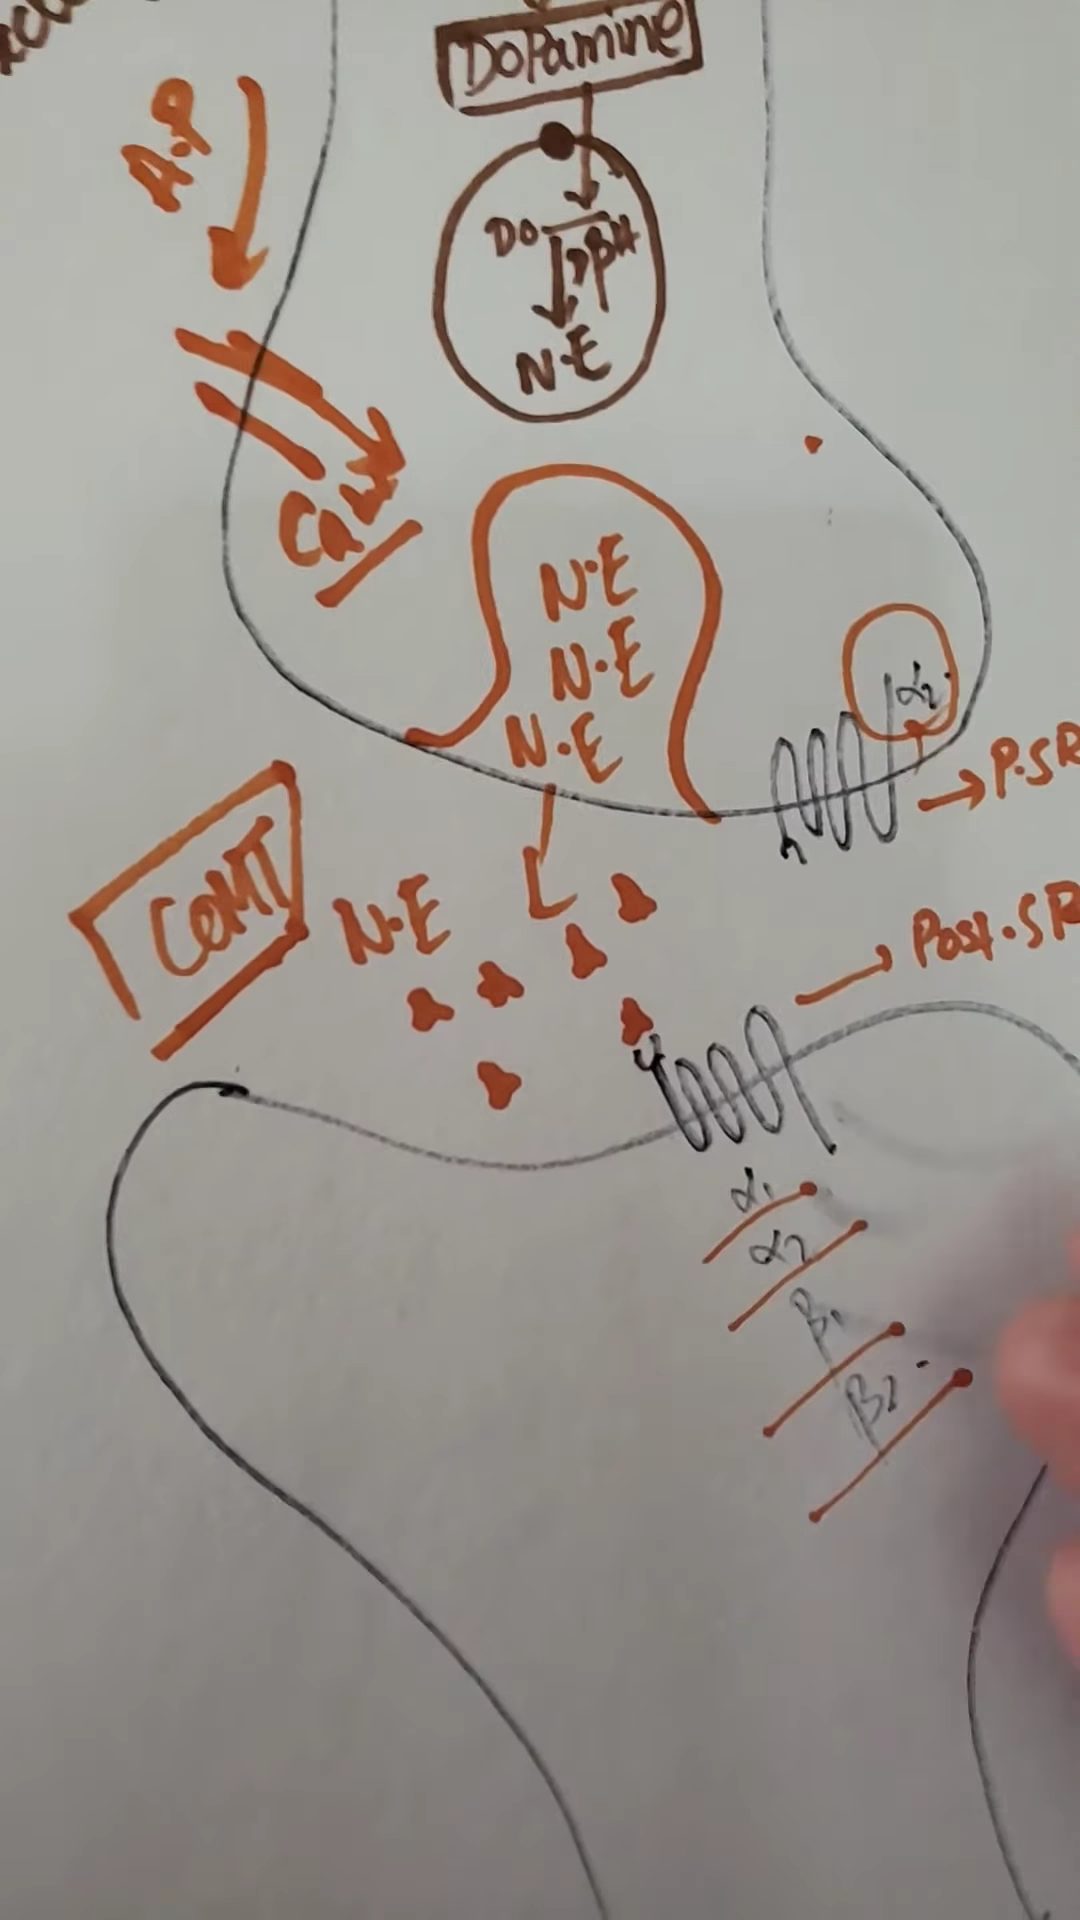 DoPamine
A.P
Do
DβH
N.E
Ca++
N.E
N.E
N.E
α2
P.SR
COMT
N.E
Post.SR
α1
α2
β1
β2